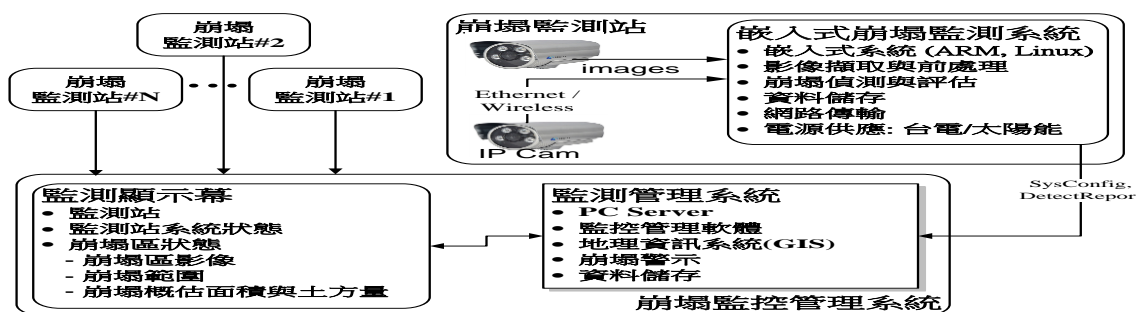 崩塌
監測站#2
崩塌
監測站#N
• • •
崩塌
監測站#1
崩塌監測站
images
Ethernet /
Wireless
IP Cam
嵌入式崩塌監測系統
• 嵌入式系統 (ARM, Linux)
• 影像擷取與前處理
• 崩塌偵測與評估
• 資料儲存
• 網路傳輸
• 電源供應: 台電/太陽能
SysConfig,
DetectRepor
監測顯示幕
• 監測站
• 監測站系統狀態
• 崩塌區狀態
- 崩塌區影像
- 崩塌範圍
- 崩塌概估面積與土方量
監測管理系統
• PC Server
• 監控管理軟體
• 地理資訊系統(GIS)
• 崩塌警示
• 資料儲存
崩塌監控管理系統